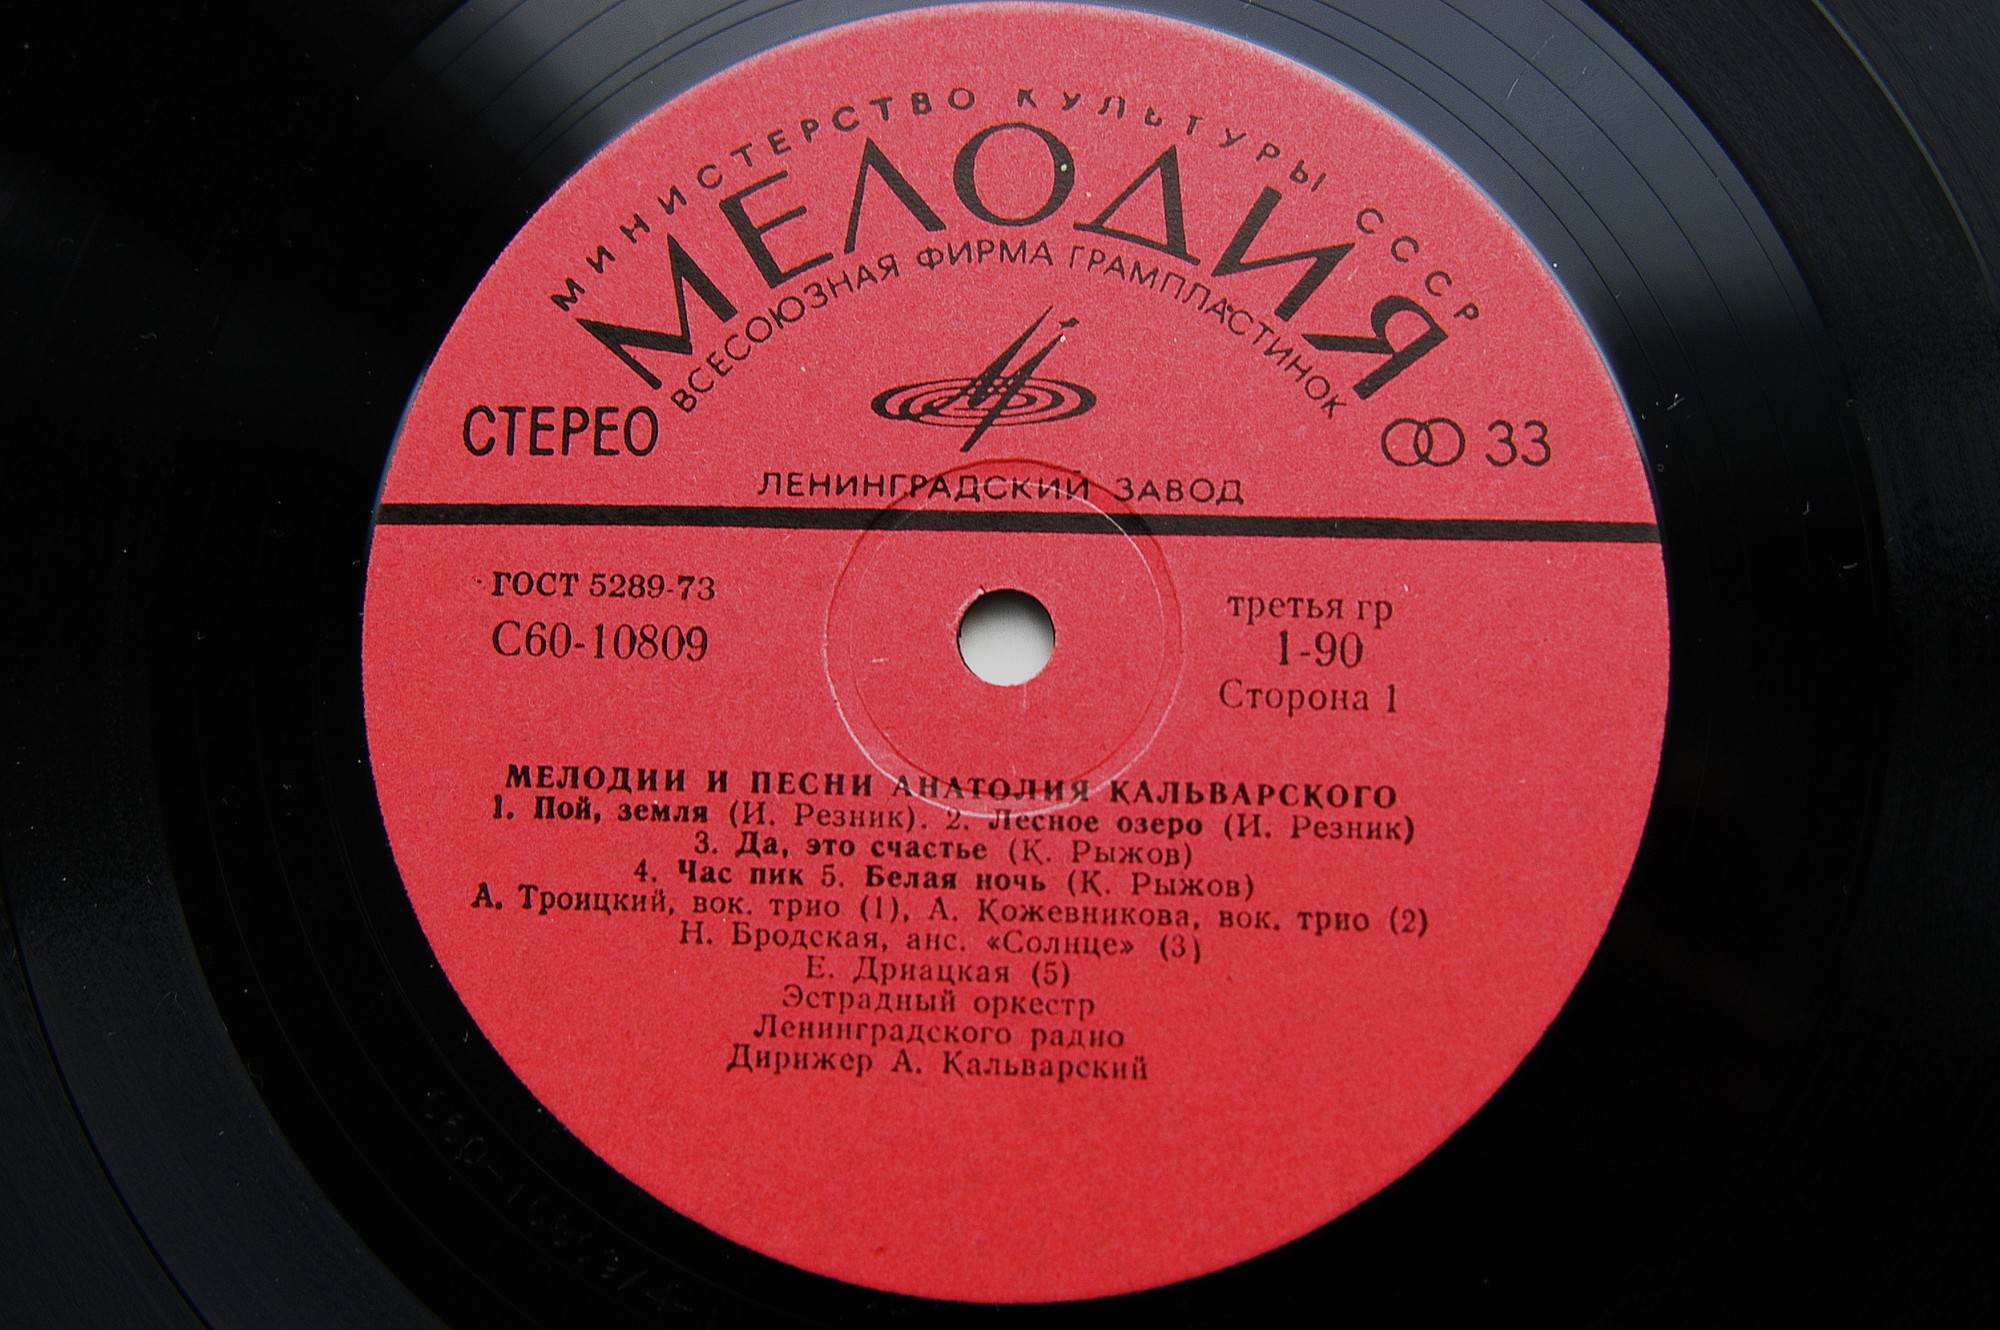 МИНИСТЕРСТВО КУЛЬТУРЫ СССР
МЕЛОДИЯ
ВСЕСОЮЗНАЯ ФИРМА ГРАМПЛАСТИНОК
СТЕРЕО
33
ЛЕНИНГРАДСКИЙ ЗАВОД
ГОСТ 5289-73
С60-10809
третья гр
1-90
Сторона 1
МЕЛОДИИ И ПЕСНИ АНАТОЛИЯ КАЛЬВАРСКОГО
1. Пой, земля (И. Резник). 2. Лесное озеро (И. Резник)
3. Да, это счастье (К. Рыжов)
4. Час пик 5. Белая ночь (К. Рыжов)
А. Троицкий, вок. трио (1), А. Кожевникова, вок. трио (2)
Н. Бродская, анс. «Солнце» (3)
Е. Дриацкая (5)
Эстрадный оркестр
Ленинградского радио
Дирижер А. Кальварский